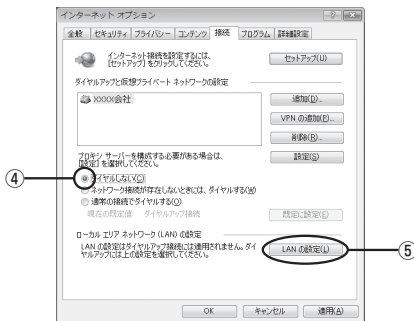 インターネット オプション
全般 セキュリティ プライバシー コンテンツ 接続 プログラム 詳細設定
インターネット接続を設定するには、
[セットアップ] をクリックしてください。
セットアップ(U)
ダイヤルアップと仮想プライベート ネットワークの設定
XXXX会社
追加(D)...
VPN の追加(P)...
削除(R)...
プロキシ サーバーを構成する必要がある場合は、
[設定] を選択してください。
設定(S)
④
ダイヤルしない(C)
ネットワーク接続が存在しないときには、ダイヤルする(W)
通常の接続でダイヤルする(O)
現在の既定値 ダイヤルアップ接続
既定に設定(E)
ローカル エリア ネットワーク (LAN) の設定
LAN の設定はダイヤルアップ接続には適用されません。ダイ
ヤルアップには上の設定を選択してください。
LAN の設定(L)
⑤
OK キャンセル 適用(A)